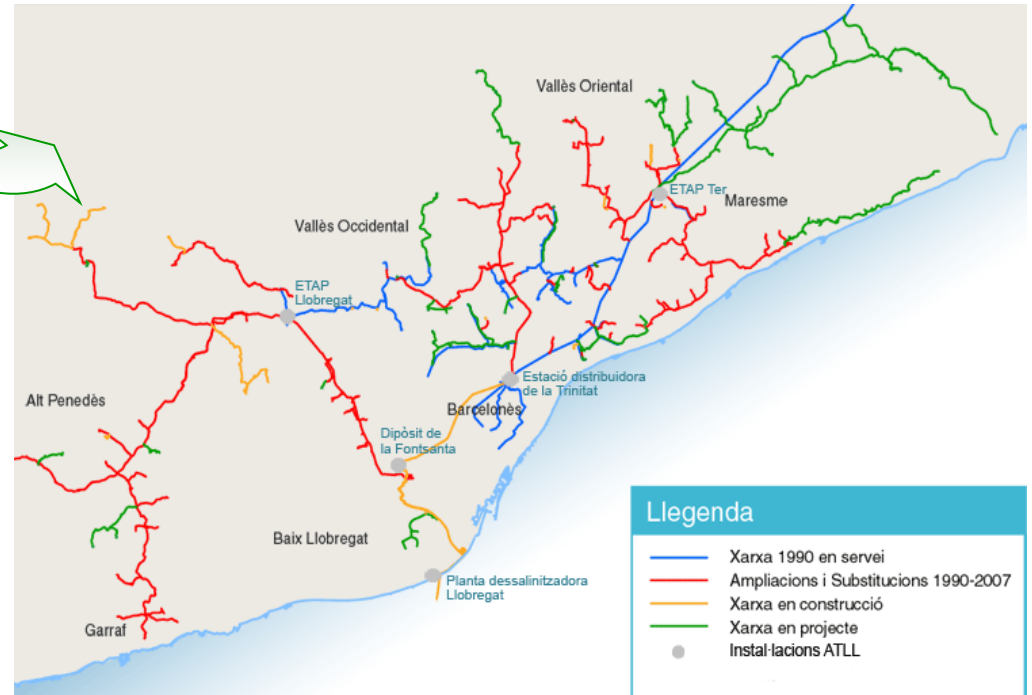 Vallès Oriental
ETAP Ter
Maresme
Vallès Occidental
ETAP
Llobregat
Estació distribuidora
de la Trinitat
Alt Penedès
Barcelonès
Dipòsit de
la Fontsanta
Baix Llobregat
Planta dessalinitzadora
Llobregat
Garraf
Llegenda
Xarxa 1990 en servei
Ampliacions i Substitucions 1990-2007
Xarxa en construcció
Xarxa en projecte
Instal·lacions ATLL